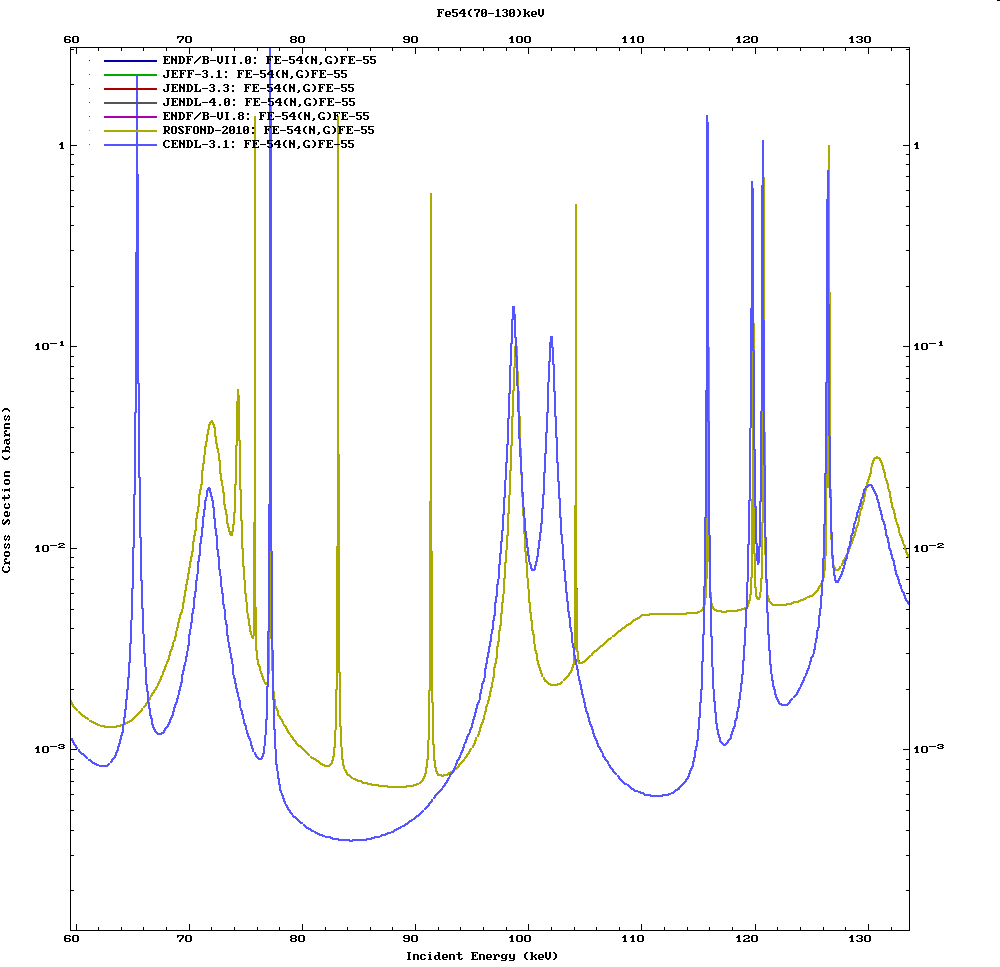 Fe54(70-130)keV
60 70 80 90 100 110 120 130
ENDF/B-VII.0: FE-54(N,G)FE-55
JEFF-3.1: FE-54(N,G)FE-55
JENDL-3.3: FE-54(N,G)FE-55
JENDL-4.0: FE-54(N,G)FE-55
ENDF/B-VI.8: FE-54(N,G)FE-55
ROSFOND-2010: FE-54(N,G)FE-55
CENDL-3.1: FE-54(N,G)FE-55
1 1
10⁻¹ 10⁻¹
Cross Section (barns)
10⁻² 10⁻²
10⁻³ 10⁻³
60 70 80 90 100 110 120 130
Incident Energy (keV)